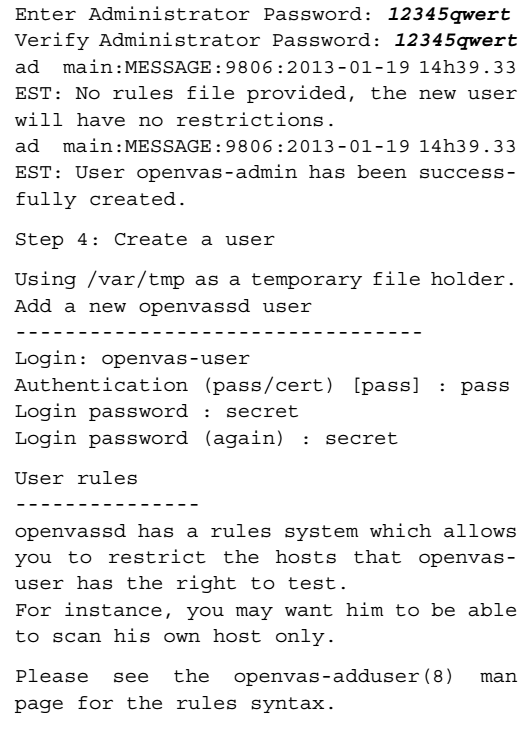 Enter Administrator Password: 12345qwert
Verify Administrator Password: 12345qwert
ad main:MESSAGE:9806:2013-01-19 14h39.33
EST: No rules file provided, the new user
will have no restrictions.
ad main:MESSAGE:9806:2013-01-19 14h39.33
EST: User openvas-admin has been success-
fully created.
Step 4: Create a user
Using /var/tmp as a temporary file holder.
Add a new openvassd user
---------------------------------
Login: openvas-user
Authentication (pass/cert) [pass] : pass
Login password : secret
Login password (again) : secret
User rules
---------------
openvassd has a rules system which allows
you to restrict the hosts that openvas-
user has the right to test.
For instance, you may want him to be able
to scan his own host only.
Please see the openvas-adduser(8) man
page for the rules syntax.